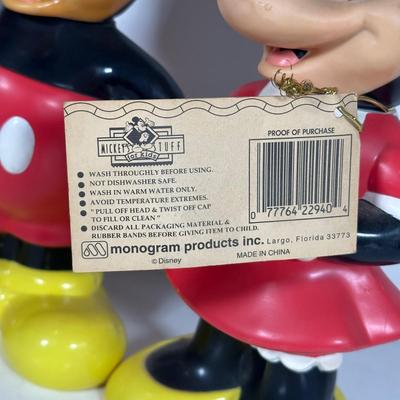 MICKEY'S STUFF
for kids
PROOF OF PURCHASE
● WASH THROUGHLY BEFORE USING.
● NOT DISHWASHER SAFE.
● WASH IN WARM WATER ONLY.
● AVOID TEMPERATURE EXTREMES.
● "PULL OFF HEAD & TWIST OFF CAP
TO FILL OR CLEAN"
● DISCARD ALL PACKAGING MATERIAL &
RUBBER BANDS BEFORE GIVING ITEM TO CHILD.
0 77764 22940 4
monogram products inc. Largo, Florida 33773
© Disney MADE IN CHINA